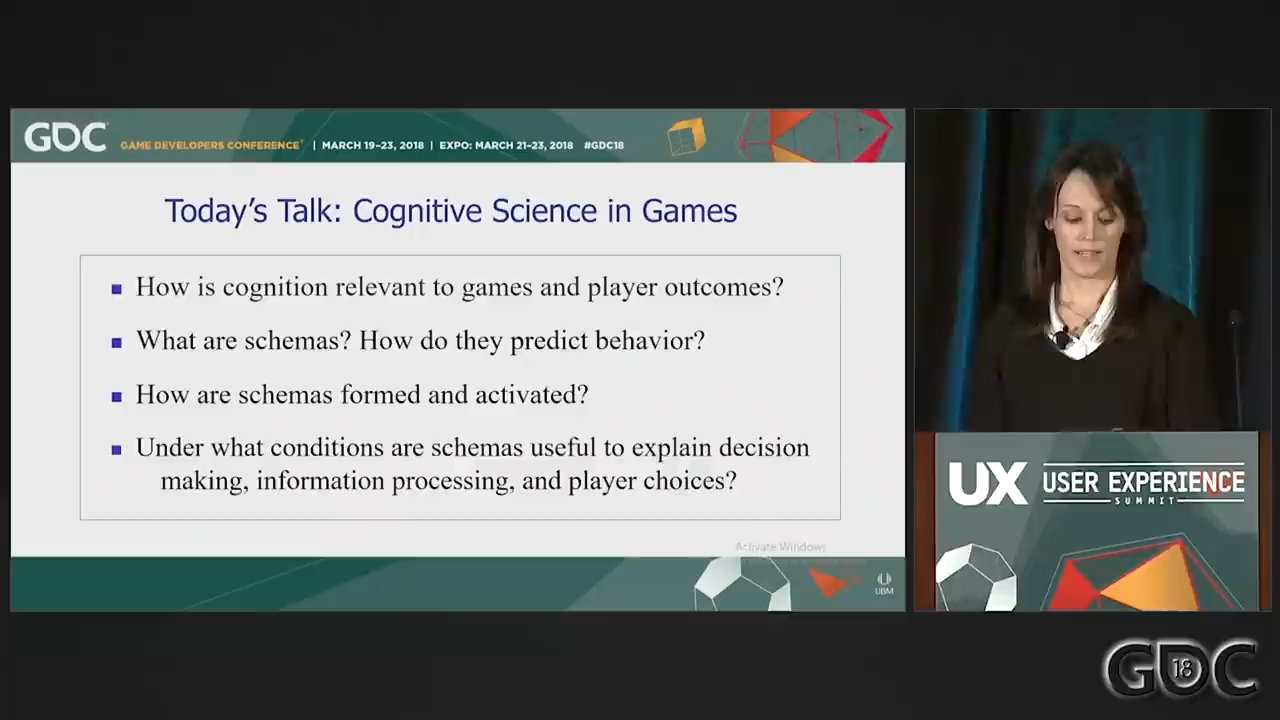 GDC
GAME DEVELOPERS CONFERENCE | MARCH 19–23, 2018 | EXPO: MARCH 21–23, 2018 #GDC18
Today's Talk: Cognitive Science in Games
How is cognition relevant to games and player outcomes?
What are schemas? How do they predict behavior?
How are schemas formed and activated?
Under what conditions are schemas useful to explain decision
making, information processing, and player choices?
Activate Windows
UBM
UX USER EXPERIENCE
SUMMIT
GDC 18